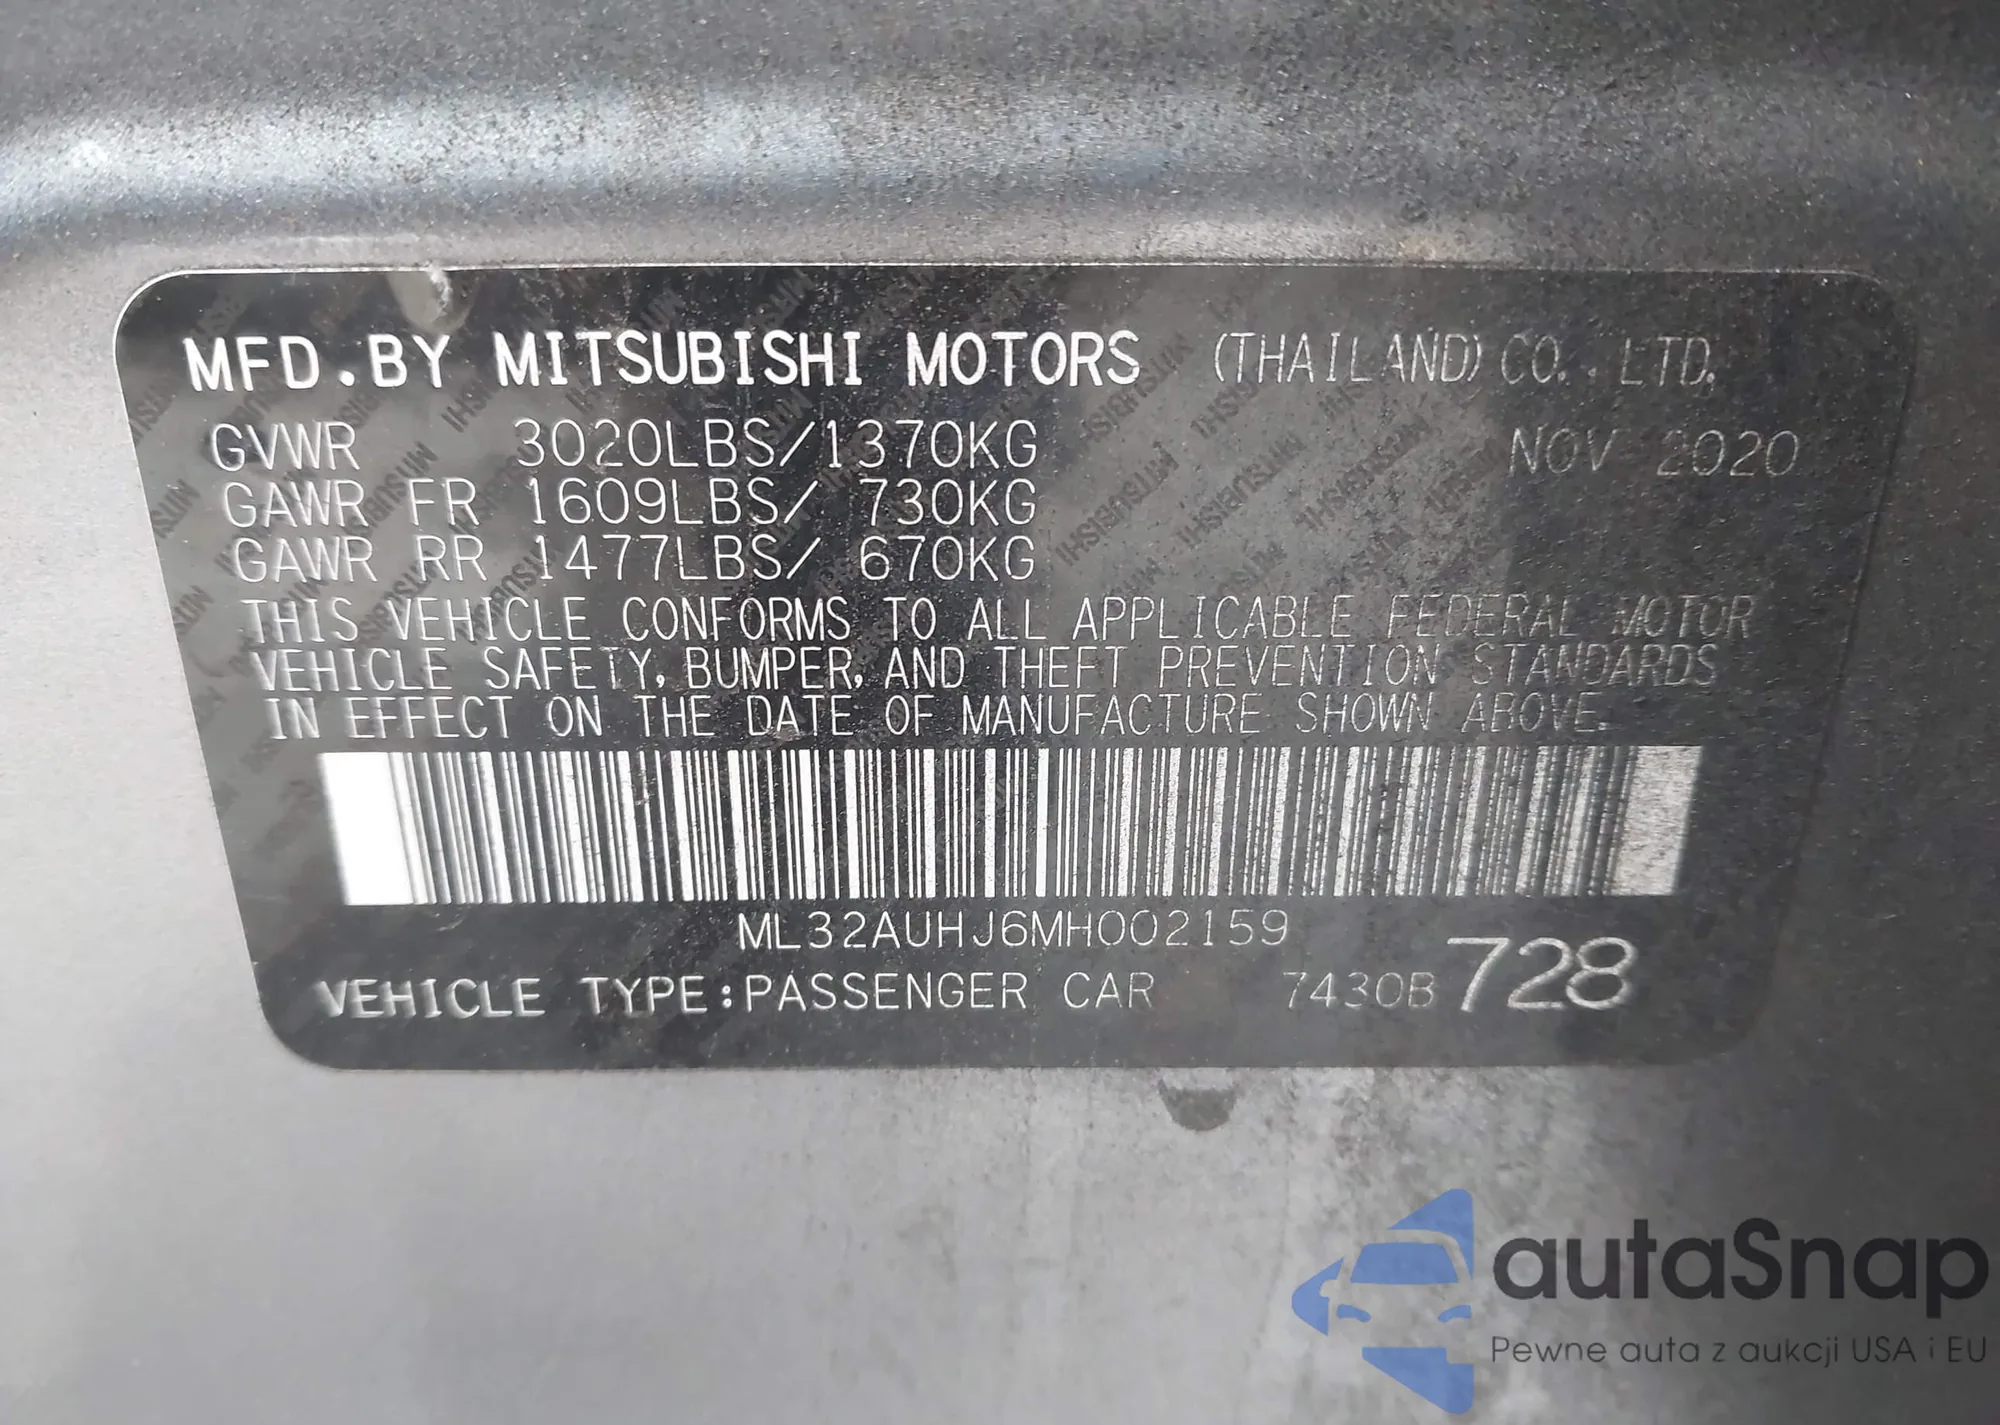 MFD.BY MITSUBISHI MOTORS (THAILAND) CO., LTD.
GVWR 3020LBS/1370KG NOV 2020
GAWR FR 1609LBS/ 730KG
GAWR RR 1477LBS/ 670KG
THIS VEHICLE CONFORMS TO ALL APPLICABLE FEDERAL MOTOR
VEHICLE SAFETY, BUMPER, AND THEFT PREVENTION STANDARDS
IN EFFECT ON THE DATE OF MANUFACTURE SHOWN ABOVE.
ML32AUHJ6MH002159
VEHICLE TYPE:PASSENGER CAR 7430B 728
autaSnap
Pewne auta z aukcji USA i EU